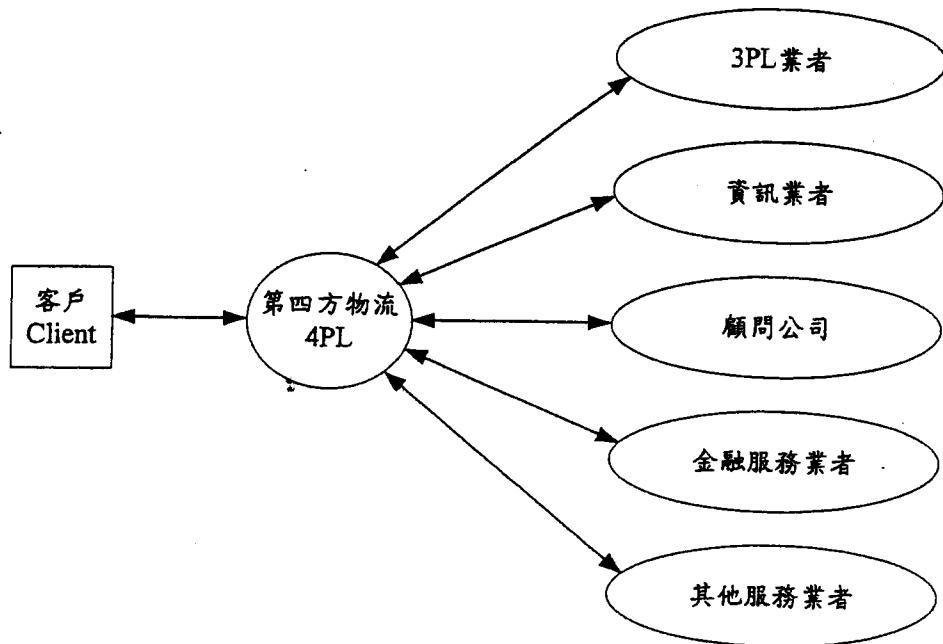 3PL業者
資訊業者
客戶
Client
第四方物流
4PL
顧問公司
金融服務業者
其他服務業者